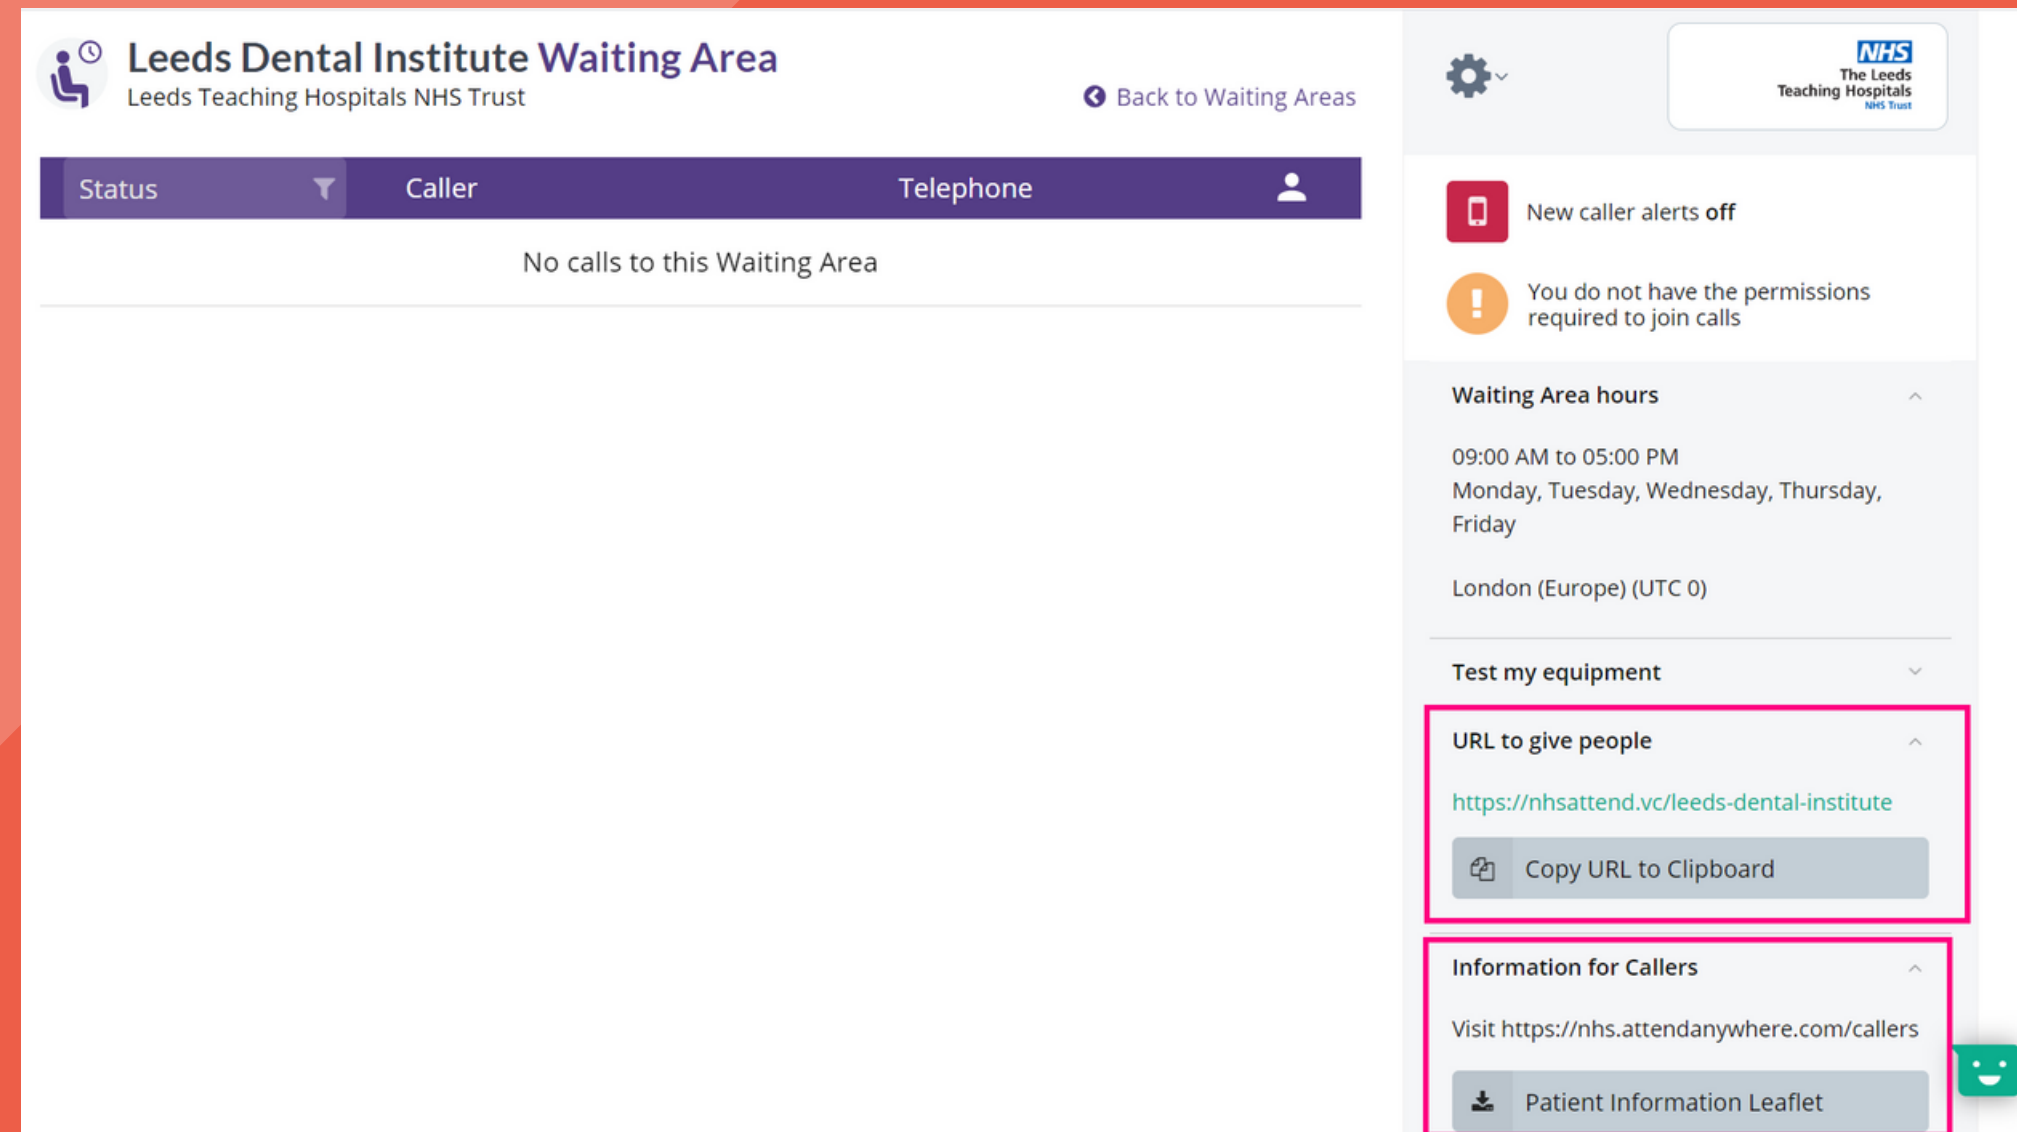 Leeds Dental Institute Waiting Area
Leeds Teaching Hospitals NHS Trust
Back to Waiting Areas
Status
Caller
Telephone
No calls to this Waiting Area
NHS
The Leeds
Teaching Hospitals
NHS Trust
New caller alerts off
You do not have the permissions
required to join calls
Waiting Area hours
09:00 AM to 05:00 PM
Monday, Tuesday, Wednesday, Thursday,
Friday
London (Europe) (UTC 0)
Test my equipment
URL to give people
https://nhsattend.vc/leeds-dental-institute
Copy URL to Clipboard
Information for Callers
Visit https://nhs.attendanywhere.com/callers
Patient Information Leaflet